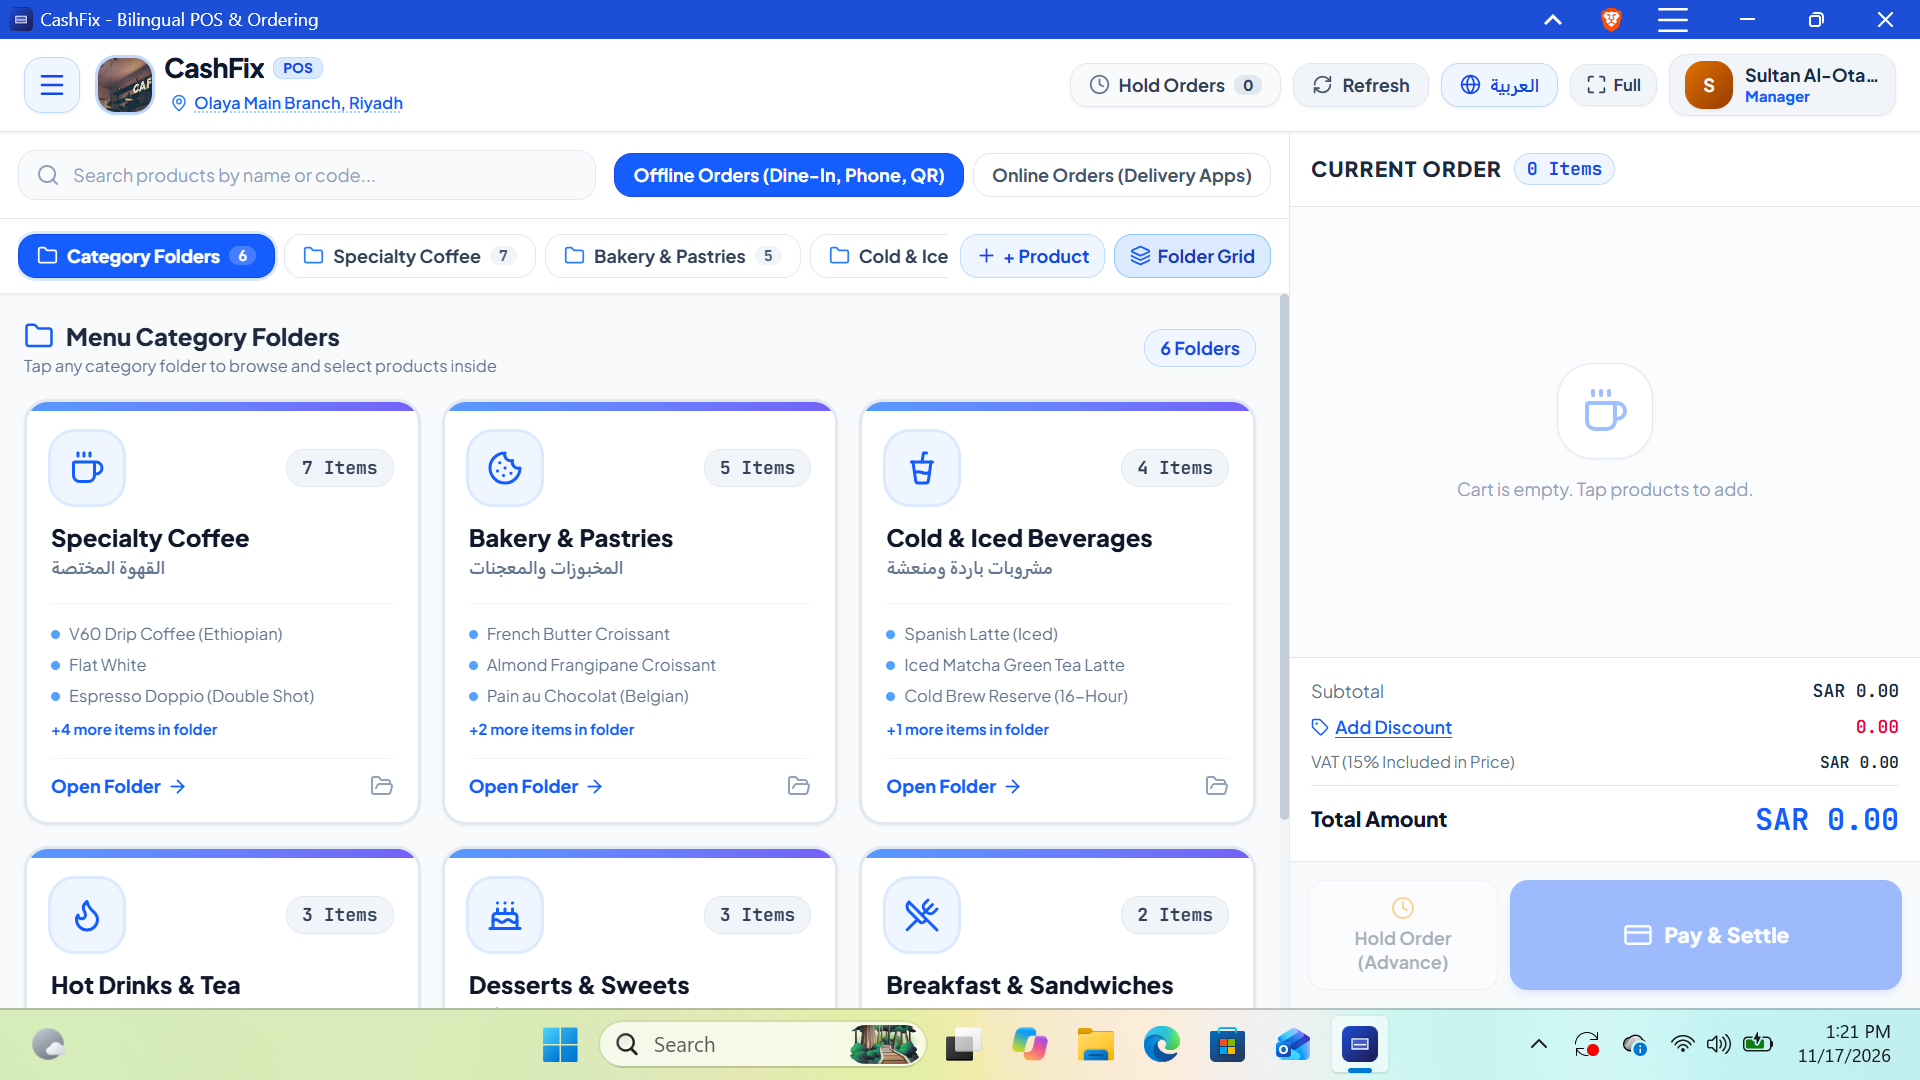 CashFix - Bilingual POS & Ordering
CashFix POS
Olaya Main Branch, Riyadh
Hold Orders 0
Refresh
العربية
Full
S
Sultan Al-Ota...
Manager
Search products by name or code...
Offline Orders (Dine-In, Phone, QR)
Online Orders (Delivery Apps)
Category Folders 6
Specialty Coffee 7
Bakery & Pastries 5
Cold & Ice
+ Product
Folder Grid
Menu Category Folders
Tap any category folder to browse and select products inside
6 Folders
7 Items
Specialty Coffee
القهوة المختصة
V60 Drip Coffee (Ethiopian)
Flat White
Espresso Doppio (Double Shot)
+4 more items in folder
Open Folder →
5 Items
Bakery & Pastries
المخبوزات والمعجنات
French Butter Croissant
Almond Frangipane Croissant
Pain au Chocolat (Belgian)
+2 more items in folder
Open Folder →
4 Items
Cold & Iced Beverages
مشروبات باردة ومنعشة
Spanish Latte (Iced)
Iced Matcha Green Tea Latte
Cold Brew Reserve (16-Hour)
+1 more items in folder
Open Folder →
3 Items
Hot Drinks & Tea
3 Items
Desserts & Sweets
2 Items
Breakfast & Sandwiches
CURRENT ORDER 0 Items
Cart is empty. Tap products to add.
Subtotal SAR 0.00
Add Discount 0.00
VAT (15% Included in Price) SAR 0.00
Total Amount SAR 0.00
Hold Order
(Advance)
Pay & Settle
Search
1:21 PM
11/17/2026